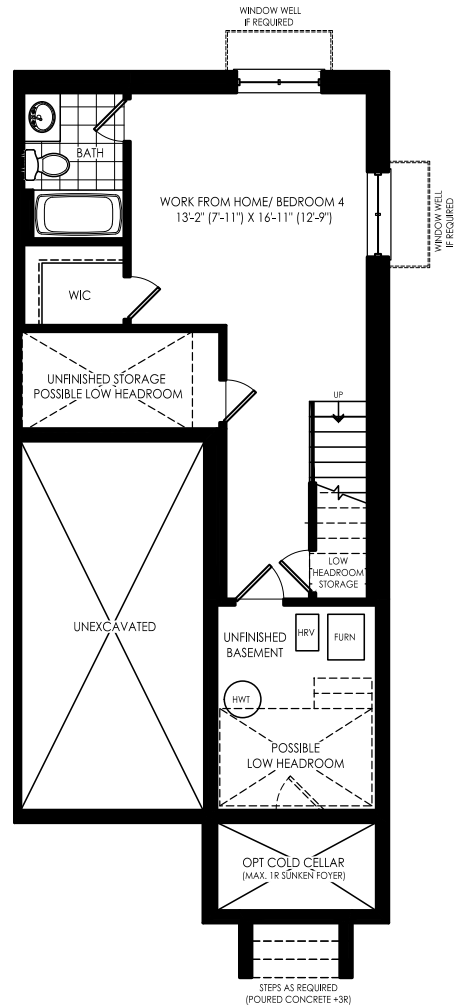 WINDOW WELL
IF REQUIRED
BATH
WORK FROM HOME/ BEDROOM 4
13'-2" (7'-11") X 16'-11" (12'-9")
WINDOW WELL
IF REQUIRED
WIC
UNFINISHED STORAGE
POSSIBLE LOW HEADROOM
UP
LOW
HEADROOM
STORAGE
UNEXCAVATED
UNFINISHED
BASEMENT
HRV
FURN
HWT
POSSIBLE
LOW HEADROOM
OPT COLD CELLAR
(MAX. 1R SUNKEN FOYER)
STEPS AS REQUIRED
(POURED CONCRETE +3R)